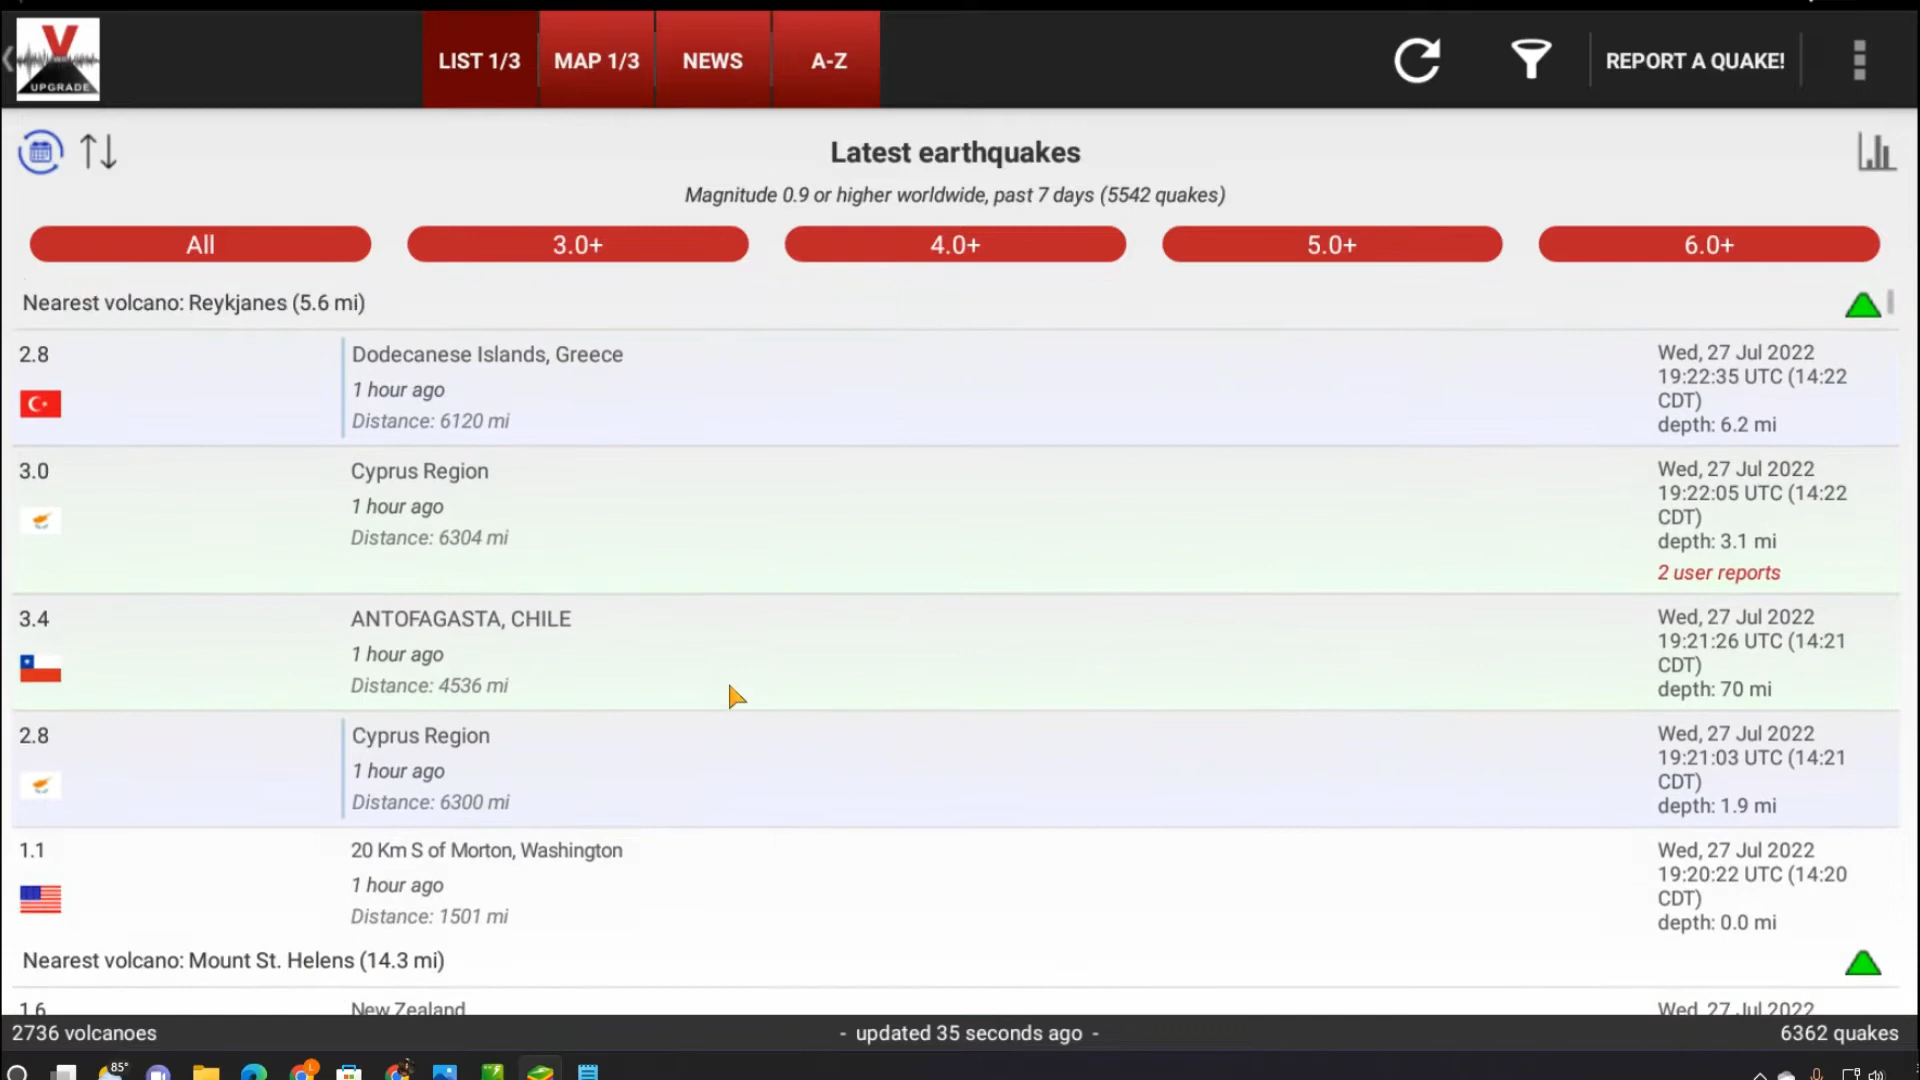 V
UPGRADE
LIST 1/3
MAP 1/3
NEWS
A-Z
REPORT A QUAKE!
Latest earthquakes
Magnitude 0.9 or higher worldwide, past 7 days (5542 quakes)
All
3.0+
4.0+
5.0+
6.0+
Nearest volcano: Reykjanes (5.6 mi)
2.8
Dodecanese Islands, Greece
1 hour ago
Distance: 6120 mi
Wed, 27 Jul 2022
19:22:35 UTC (14:22
CDT)
depth: 6.2 mi
3.0
Cyprus Region
1 hour ago
Distance: 6304 mi
Wed, 27 Jul 2022
19:22:05 UTC (14:22
CDT)
depth: 3.1 mi
2 user reports
3.4
ANTOFAGASTA, CHILE
1 hour ago
Distance: 4536 mi
Wed, 27 Jul 2022
19:21:26 UTC (14:21
CDT)
depth: 70 mi
2.8
Cyprus Region
1 hour ago
Distance: 6300 mi
Wed, 27 Jul 2022
19:21:03 UTC (14:21
CDT)
depth: 1.9 mi
1.1
20 Km S of Morton, Washington
1 hour ago
Distance: 1501 mi
Wed, 27 Jul 2022
19:20:22 UTC (14:20
CDT)
depth: 0.0 mi
Nearest volcano: Mount St. Helens (14.3 mi)
1.6
New Zealand
Wed, 27 Jul 2022
2736 volcanoes
- updated 35 seconds ago -
6362 quakes
85°